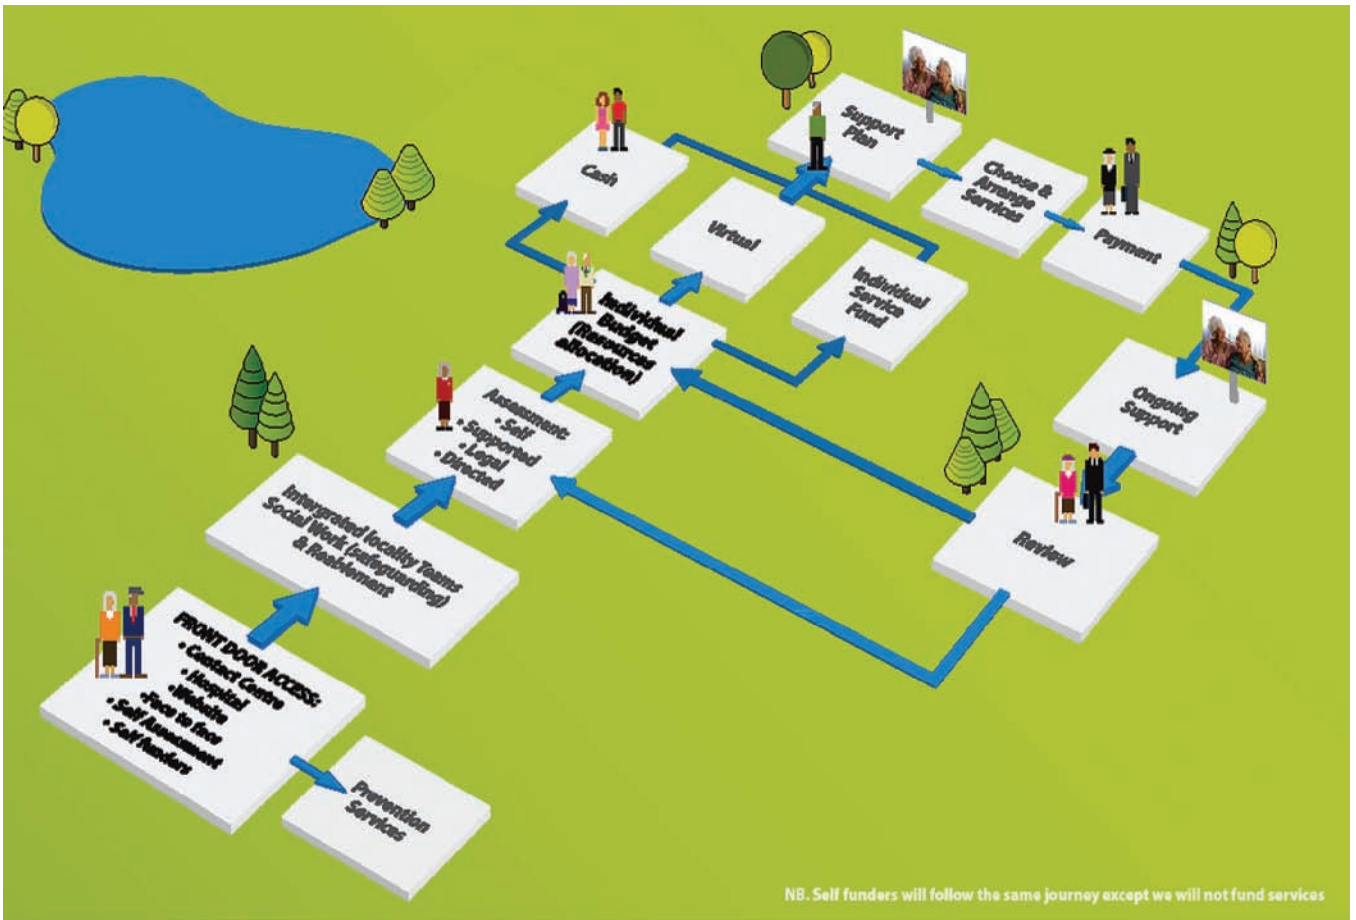 Support
Plan
Choose &
Arrange
Services
Payment
Cash
Virtual
Individual
Service
Fund
Individual
Budget
(Resources
allocation)
Ongoing
Support
Assessment:
• Self
• Supported
• Legal
• Directed
Review
Intergrated locality Teams
Social Work (safeguarding)
& Reablement
FRONT DOOR ACCESS:
• Contact Centre
• Hospital
• Website
• Face to face
• Self Assessment
• Self funders
Prevention
Services
NB. Self funders will follow the same journey except we will not fund services